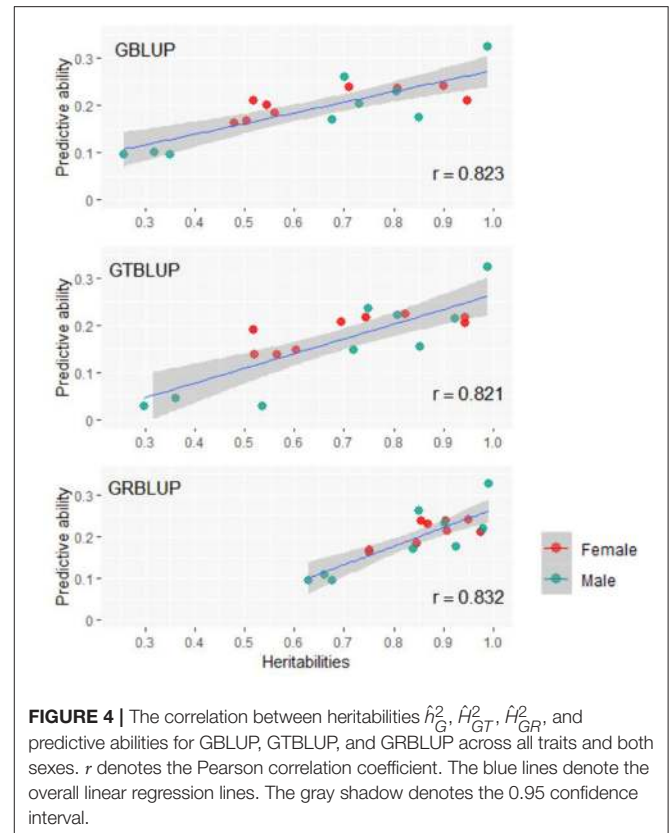 GBLUP
Predictive ability
0.3
0.2
0.1
0
r = 0.823
0.3 0.4 0.5 0.6 0.7 0.8 0.9 1.0
GTBLUP
Predictive ability
0.3
0.2
0.1
0
r = 0.821
0.3 0.4 0.5 0.6 0.7 0.8 0.9 1.0
GRBLUP
Predictive ability
0.3
0.2
0.1
0
r = 0.832
0.3 0.4 0.5 0.6 0.7 0.8 0.9 1.0
Heritabilities
Female
Male
FIGURE 4 | The correlation between heritabilities ĥ²_G, Ĥ²_GT, Ĥ²_GR, and
predictive abilities for GBLUP, GTBLUP, and GRBLUP across all traits and both
sexes. r denotes the Pearson correlation coefficient. The blue lines denote the
overall linear regression lines. The gray shadow denotes the 0.95 confidence
interval.